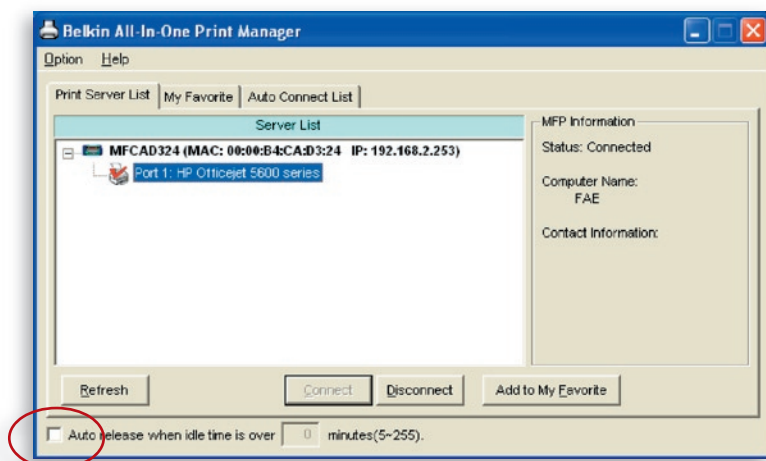 Belkin All-In-One Print Manager
Option Help
Print Server List My Favorite Auto Connect List
Server List
MFCAD324 (MAC: 00:00:B4:CA:D3:24 IP: 192.168.2.253)
Port 1: HP Officejet 5600 series
MFP Information
Status: Connected
Computer Name:
FAE
Contact Information:
Refresh Connect Disconnect Add to My Favorite
Auto release when idle time is over 0 minutes(5~255).